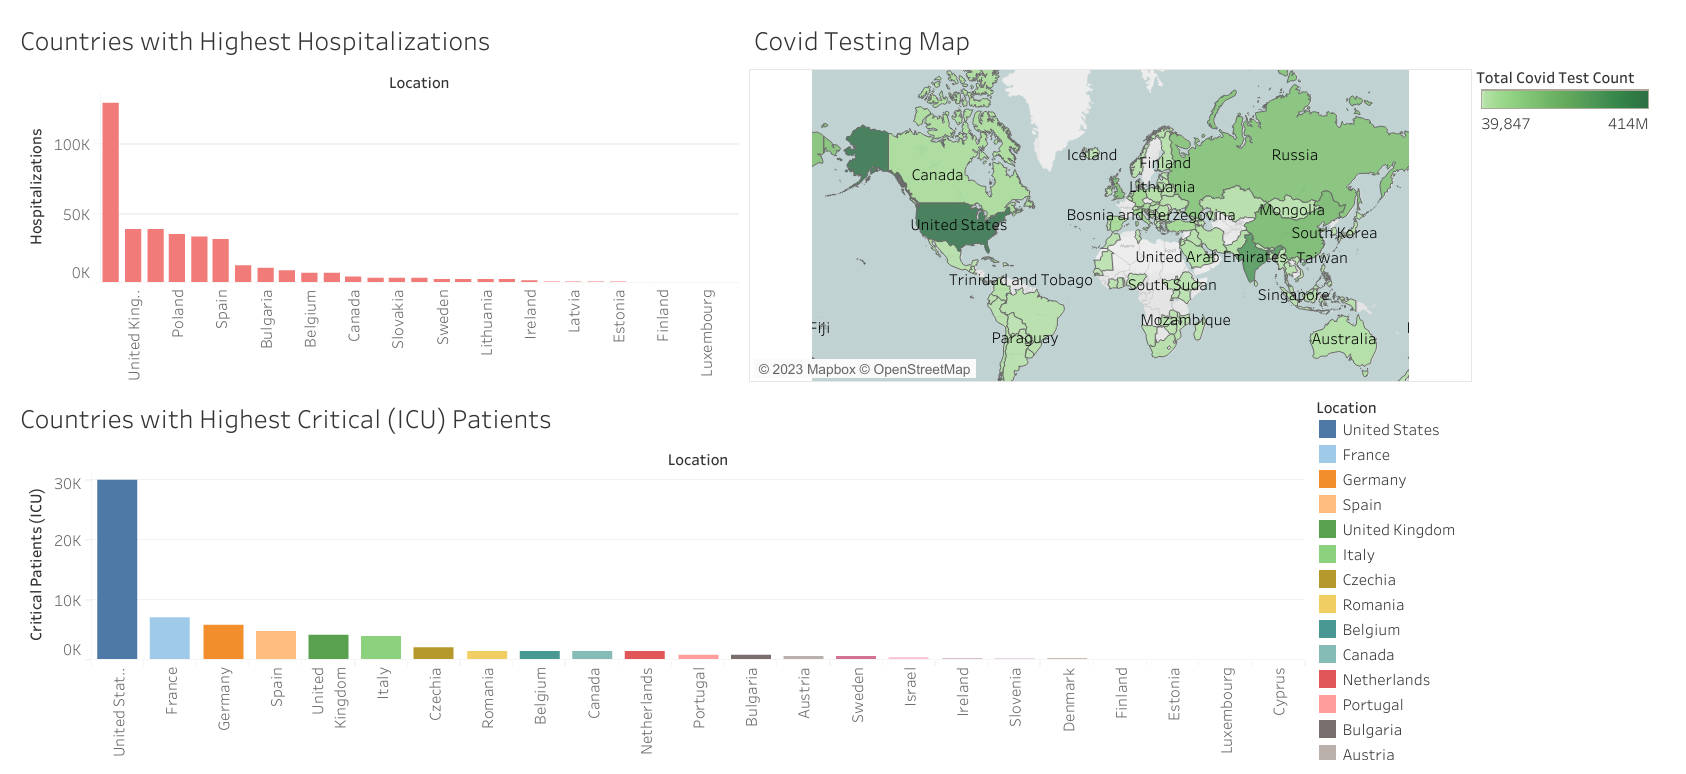 Countries with Highest Hospitalizations
Location
Hospitalizations
100K
50K
0K
United King..
Poland
Spain
Bulgaria
Belgium
Canada
Slovakia
Sweden
Lithuania
Ireland
Latvia
Estonia
Finland
Luxembourg
Covid Testing Map
Iceland
Finland
Russia
Canada
Lithuania
Bosnia and Herzegovina
Mongolia
United States
South Korea
United Arab Emirates
Taiwan
Trinidad and Tobago
South Sudan
Singapore
Mozambique
Fiji
Paraguay
Australia
© 2023 Mapbox © OpenStreetMap
Total Covid Test Count
39,847
414M
Countries with Highest Critical (ICU) Patients
Location
Critical Patients (ICU)
30K
20K
10K
0K
United Stat..
France
Germany
Spain
United
Kingdom
Italy
Czechia
Romania
Belgium
Canada
Netherlands
Portugal
Bulgaria
Austria
Sweden
Israel
Ireland
Slovenia
Denmark
Finland
Estonia
Luxembourg
Cyprus
Location
United States
France
Germany
Spain
United Kingdom
Italy
Czechia
Romania
Belgium
Canada
Netherlands
Portugal
Bulgaria
Austria